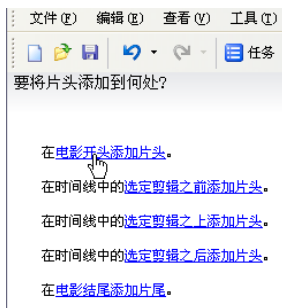 文件(F) 编辑(E) 查看(V) 工具(T)
任务
要将片头添加到何处?
在电影开头添加片头。
在时间线中的选定剪辑之前添加片头。
在时间线中的选定剪辑之上添加片头。
在时间线中的选定剪辑之后添加片头。
在电影结尾添加片尾。